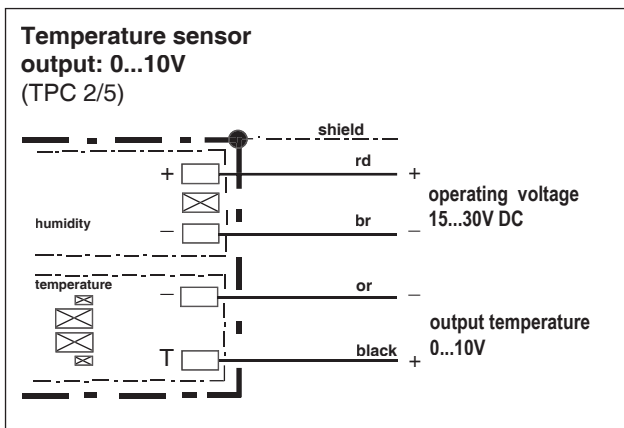 Temperature sensor
output: 0...10V
(TPC 2/5)
shield
rd
+ +
operating voltage
15...30V DC
humidity
br
– –
temperature
or
– –
output temperature
0...10V
black
T +